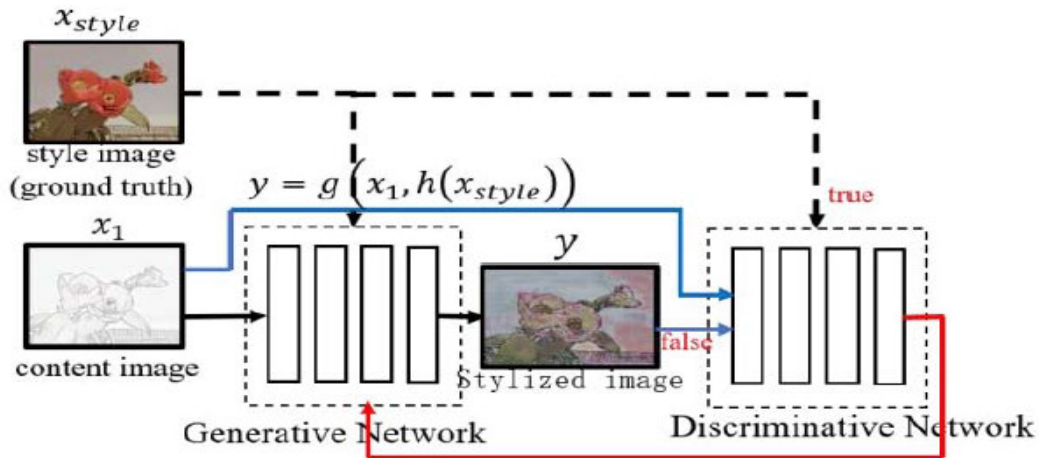 x_style
style image
(ground truth)
y = g(x_1, h(x_style))
true
x_1
y
false
content image
Stylized image
Generative Network
Discriminative Network